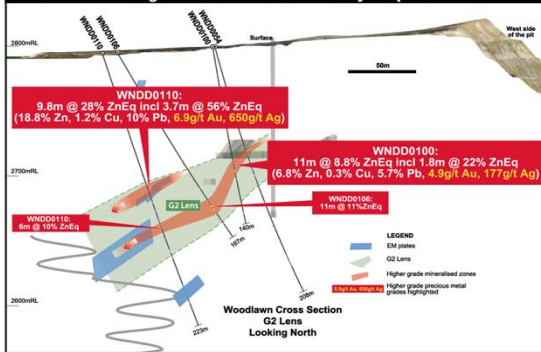 2800mRL
WNDD0110
WNDD0106
WNDD0054
WNDD0100
Surface
West side
of the pit
50m
WNDD0110:
9.8m @ 28% ZnEq incl 3.7m @ 56% ZnEq
(18.8% Zn, 1.2% Cu, 10% Pb, 6.9g/t Au, 650g/t Ag)
WNDD0100:
11m @ 8.8% ZnEq incl 1.8m @ 22% ZnEq
(6.8% Zn, 0.3% Cu, 5.7% Pb, 4.9g/t Au, 177g/t Ag)
2700mRL
G2 Lens
WNDD0106:
11m @ 11%ZnEq
WNDD0110:
6m @ 10% ZnEq
140m
167m
LEGEND
EM plates
G2 Lens
Higher grade
mineralised zones
Higher grade precious metal
grades highlighted
208m
2600mRL
223m
Woodlawn Cross Section
G2 Lens
Looking North